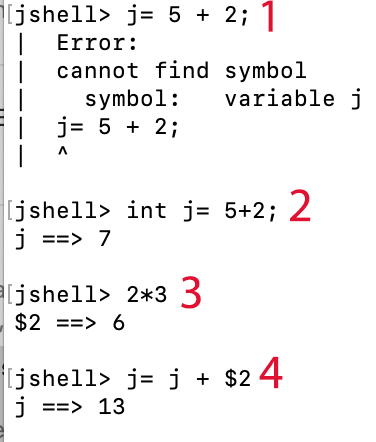 [jshell> j= 5 + 2; 1
|  Error:
|  cannot find symbol
|    symbol:   variable j
|  j= 5 + 2;
|  ^
[jshell> int j= 5+2; 2
j ==> 7
[jshell> 2*3 3
$2 ==> 6
[jshell> j= j + $2 4
j ==> 13